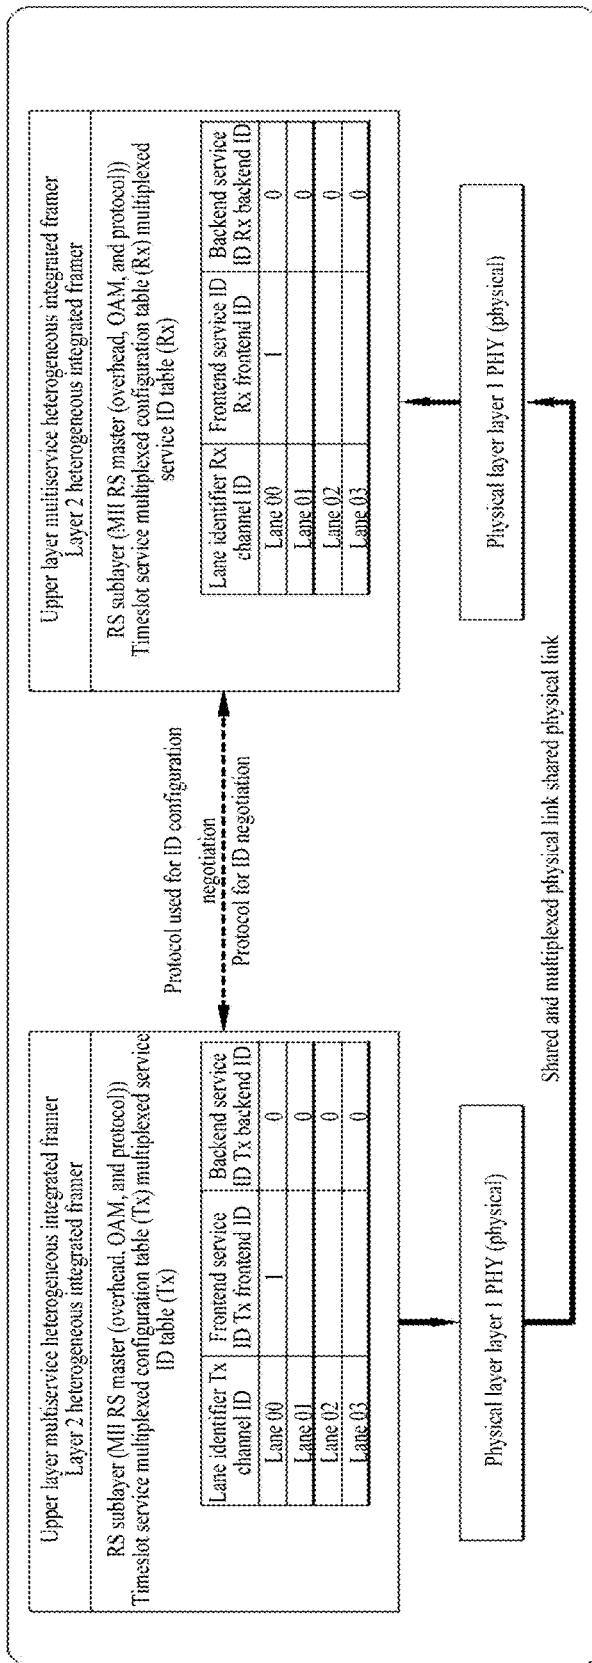 Upper layer multiservice heterogeneous integrated framer
Layer 2 heterogeneous integrated framer
RS sublayer (MII RS master (overhead, OAM, and protocol))
Timeslot service multiplexed configuration table (Tx) multiplexed service
ID table (Tx)
Lane identifier Tx
channel ID
Frontend service
ID Tx frontend ID
Backend service
ID Tx backend ID
Lane 00 1 0
Lane 01 0
Lane 02 0
Lane 03 0
Physical layer layer 1 PHY (physical)
Protocol used for ID configuration
negotiation
Protocol for ID negotiation
Shared and multiplexed physical link shared physical link
Upper layer multiservice heterogeneous integrated framer
Layer 2 heterogeneous integrated framer
RS sublayer (MII RS master (overhead, OAM, and protocol))
Timeslot service multiplexed configuration table (Rx) multiplexed
service ID table (Rx)
Lane identifier Rx
channel ID
Frontend service ID
Rx frontend ID
Backend service
ID Rx backend ID
Lane 00 1 0
Lane 01 0
Lane 02 0
Lane 03 0
Physical layer layer 1 PHY (physical)